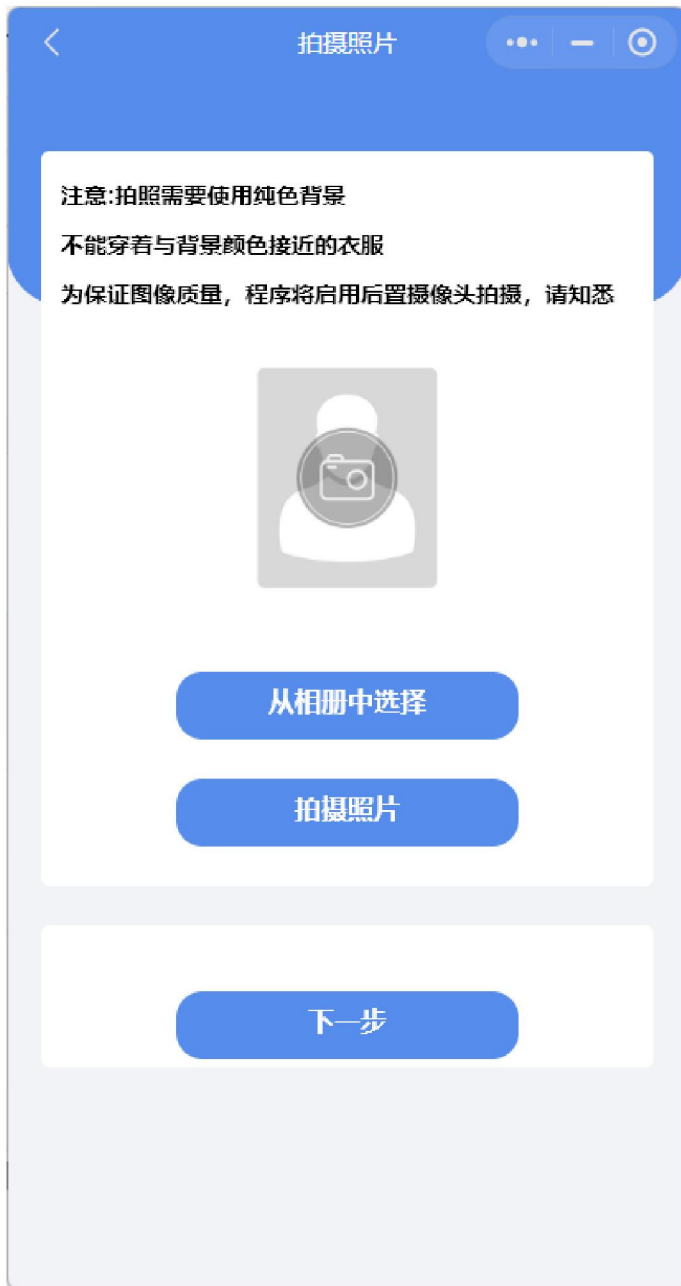 拍摄照片
注意:拍照需要使用纯色背景
不能穿着与背景颜色接近的衣服
为保证图像质量，程序将启用后置摄像头拍摄，请知悉
从相册中选择
拍摄照片
下一步